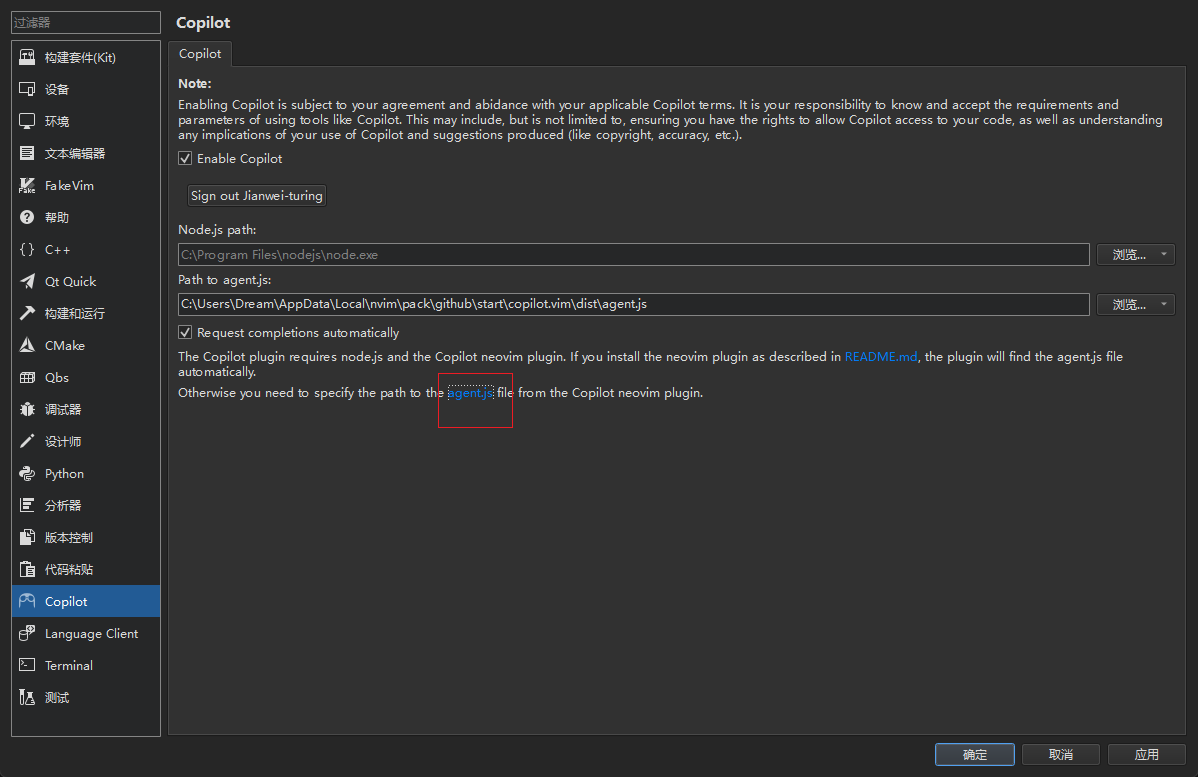 过滤器
构建套件(Kit)
设备
环境
文本编辑器
FakeVim
帮助
C++
Qt Quick
构建和运行
CMake
Qbs
调试器
设计师
Python
分析器
版本控制
代码粘贴
Copilot
Language Client
Terminal
测试
Copilot
Copilot
Note:
Enabling Copilot is subject to your agreement and abidance with your applicable Copilot terms. It is your responsibility to know and accept the requirements and
parameters of using tools like Copilot. This may include, but is not limited to, ensuring you have the rights to allow Copilot access to your code, as well as understanding
any implications of your use of Copilot and suggestions produced (like copyright, accuracy, etc.).
Enable Copilot
Sign out Jianwei-turing
Node.js path:
C:\Program Files\nodejs\node.exe
浏览...
Path to agent.js:
C:\Users\Dream\AppData\Local\nvim\pack\github\start\copilot.vim\dist\agent.js
浏览...
Request completions automatically
The Copilot plugin requires node.js and the Copilot neovim plugin. If you install the neovim plugin as described in README.md, the plugin will find the agent.js file
automatically.
Otherwise you need to specify the path to the agent.js file from the Copilot neovim plugin.
确定
取消
应用